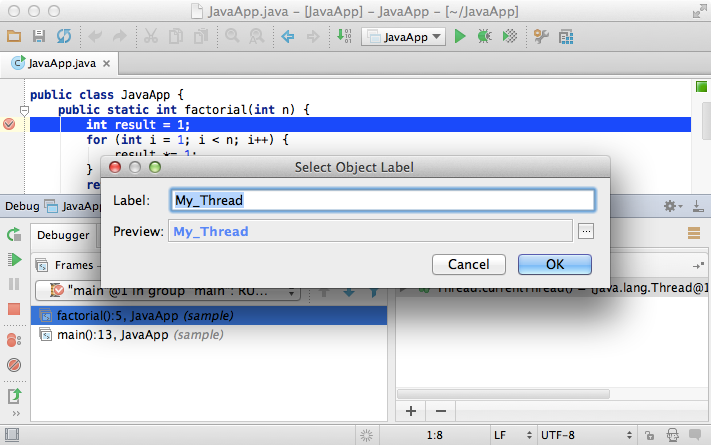 JavaApp.java – [JavaApp] – JavaApp – [~/JavaApp]
JavaApp
JavaApp.java
public class JavaApp {
public static int factorial(int n) {
int result = 1;
for (int i = 1; i < n; i++) {
result *= 1;
}
re
Select Object Label
Label: My_Thread
Preview: My_Thread ...
Cancel OK
Debug JavaApp
Debugger
Frames
"main"@1 in group "main": RU...
Thread.currentThread() = {java.lang.Thread@1
factorial():5, JavaApp (sample)
main():13, JavaApp (sample)
1:8 LF UTF-8